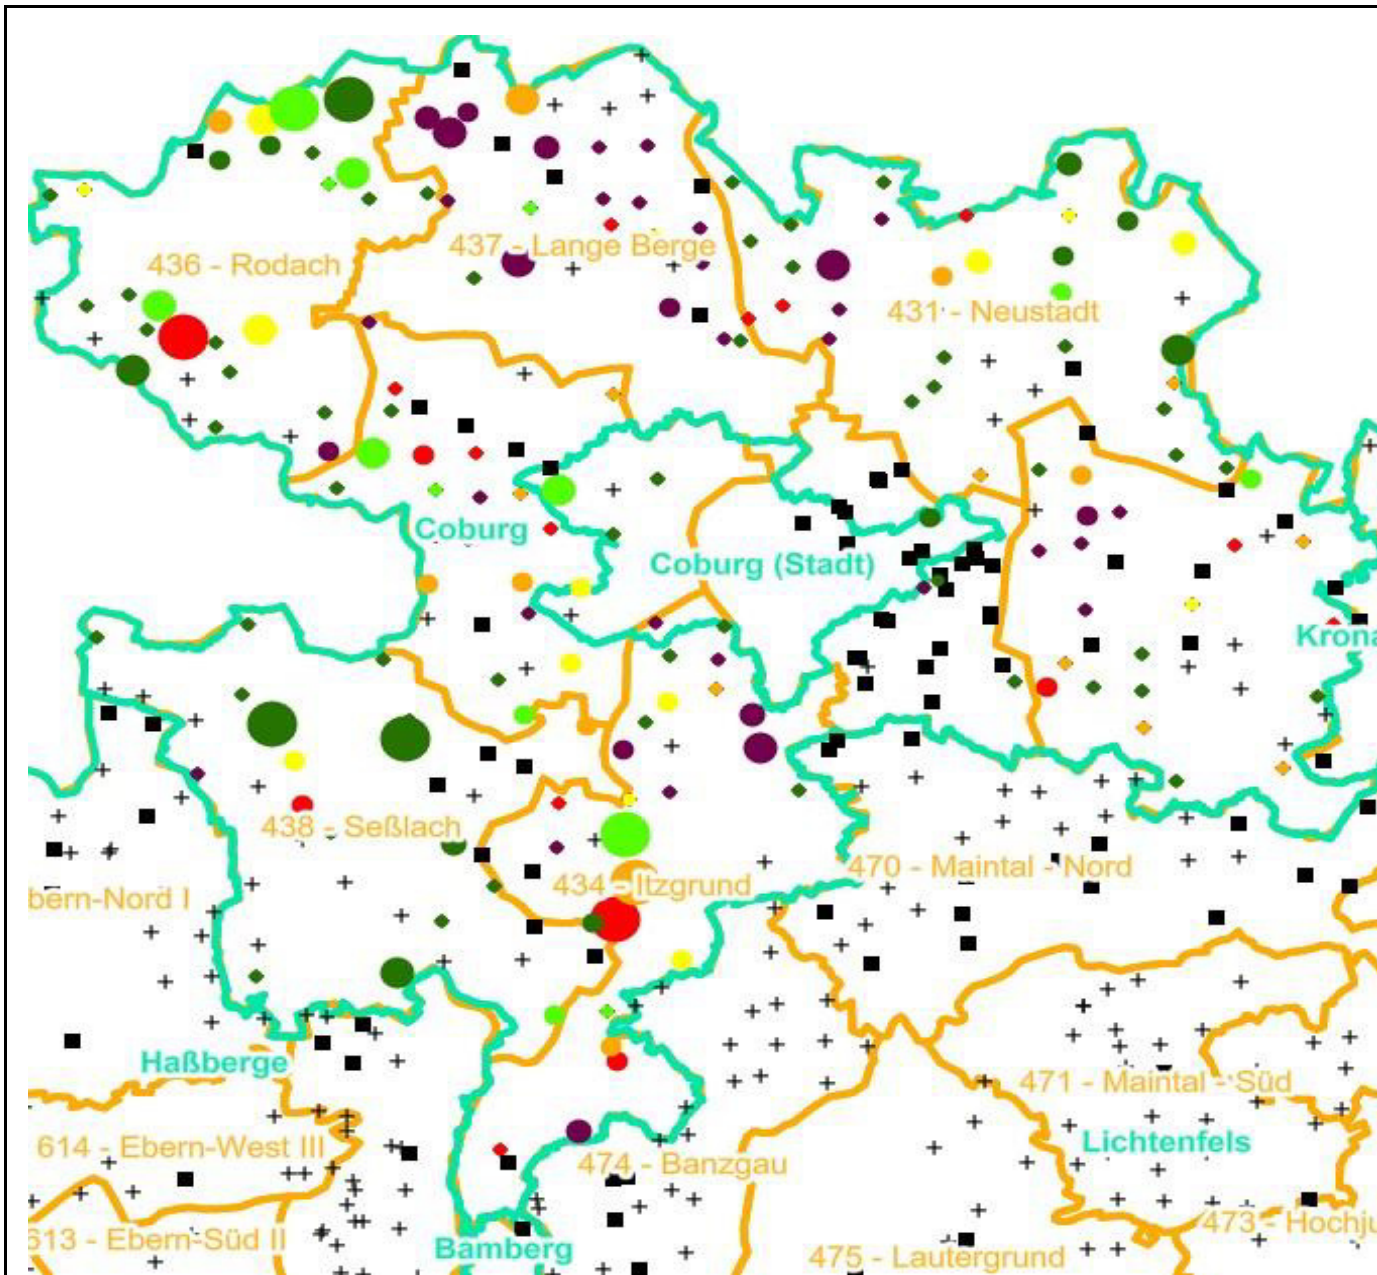 437 - Lange Berge
436 - Rodach
431 - Neustadt
Coburg
Coburg (Stadt)
Krona
438 - Seßlach
434 - Itzgrund
470 - Maintal - Nord
bern-Nord I
Haßberge
471 - Maintal - Süd
614 - Ebern-West III
Lichtenfels
474 - Banzgau
473 - Hochju
613 - Ebern-Süd II
Bamberg
475 - Lautergrund